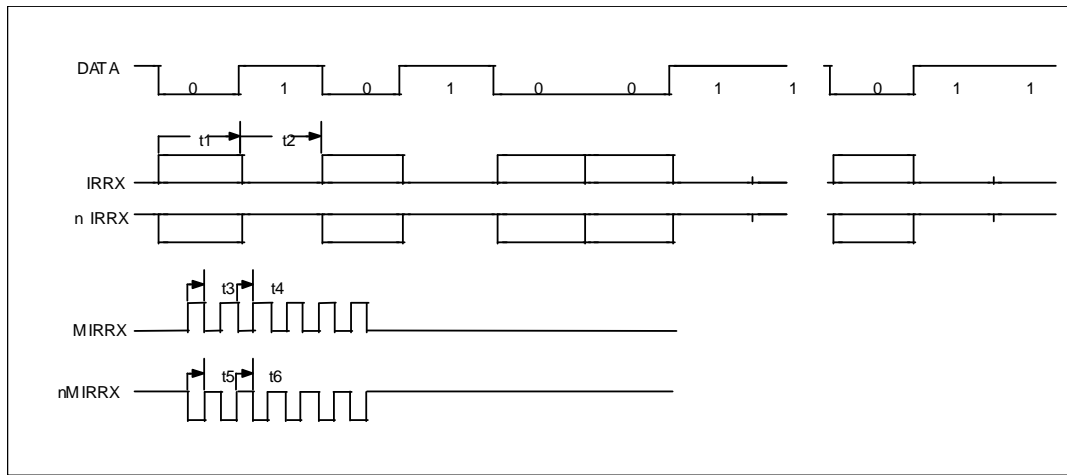 DATA
0 1 0 1 0 0 1 1 0 1 1
t1 t2
IRRX
n IRRX
t3 t4
MIRRX
t5 t6
nMIRRX